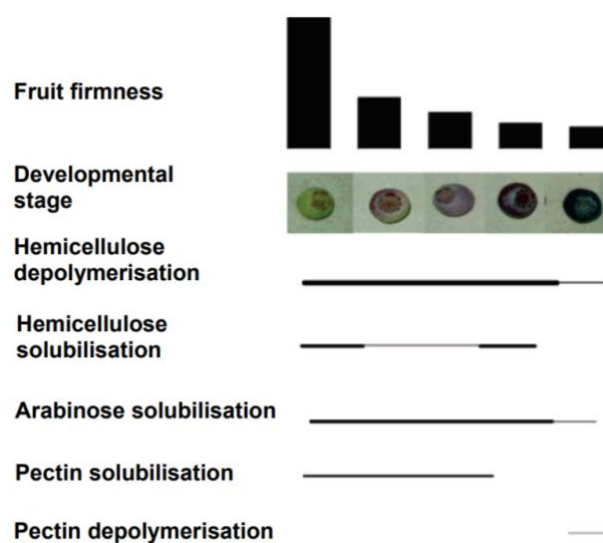 Fruit firmness
Developmental
stage
Hemicellulose
depolymerisation
Hemicellulose
solubilisation
Arabinose solubilisation
Pectin solubilisation
Pectin depolymerisation